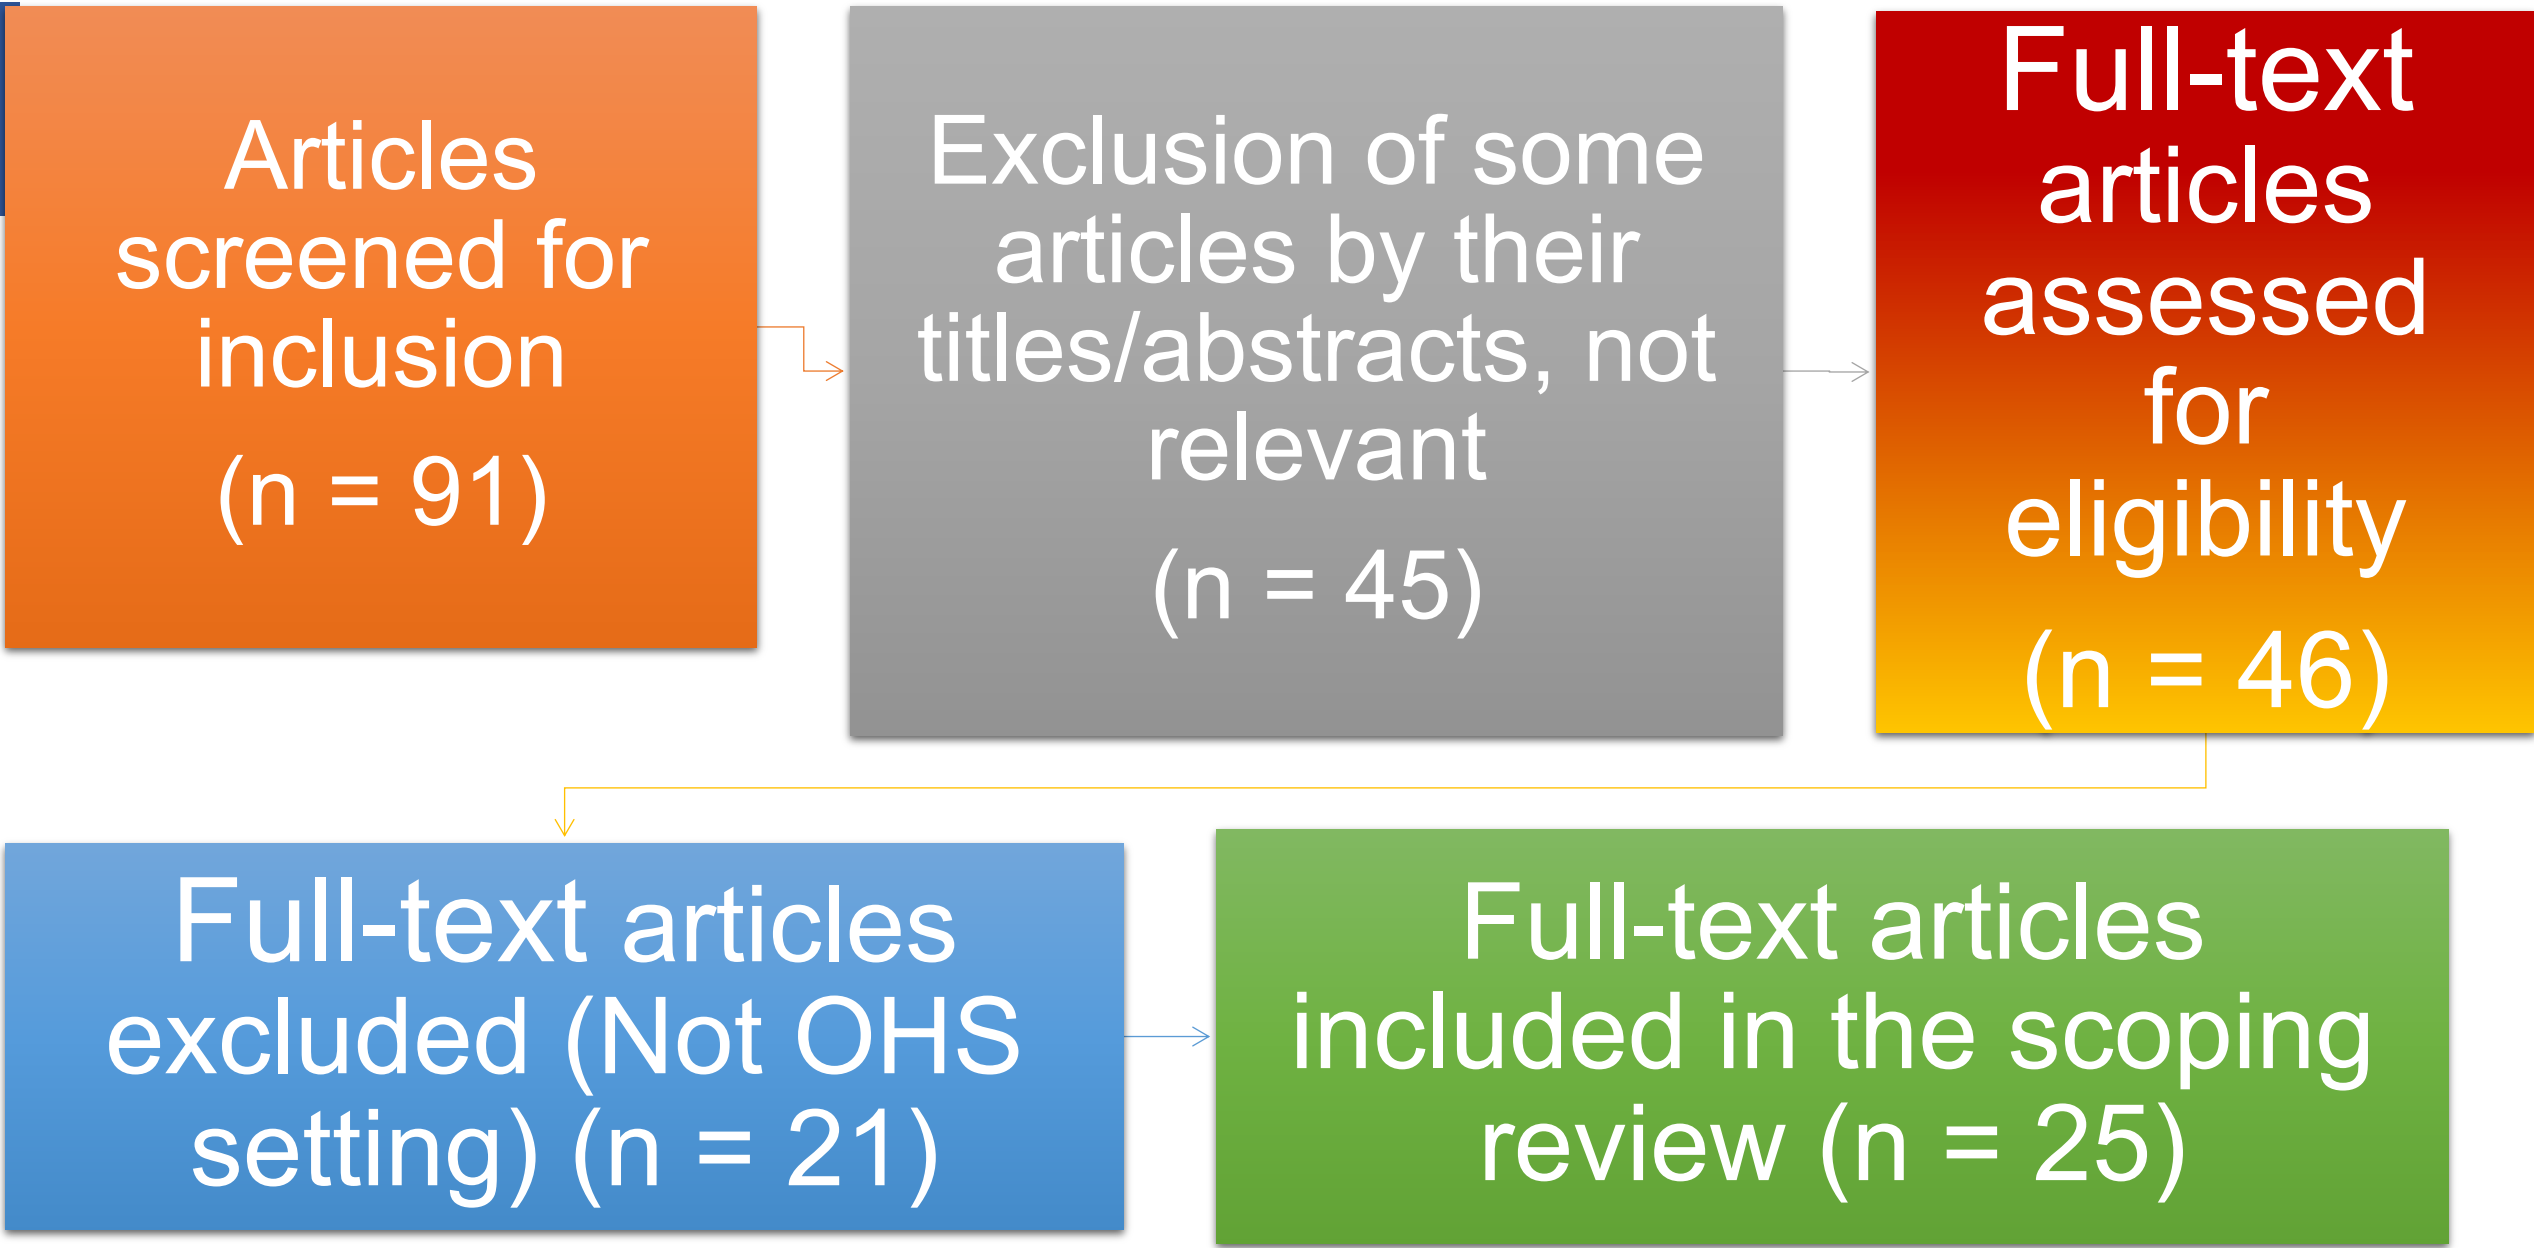 Articles
screened for
inclusion
(n = 91)
Exclusion of some
articles by their
titles/abstracts, not
relevant
(n = 45)
Full-text
articles
assessed
for
eligibility
(n = 46)
Full-text articles
excluded (Not OHS
setting) (n = 21)
Full-text articles
included in the scoping
review (n = 25)